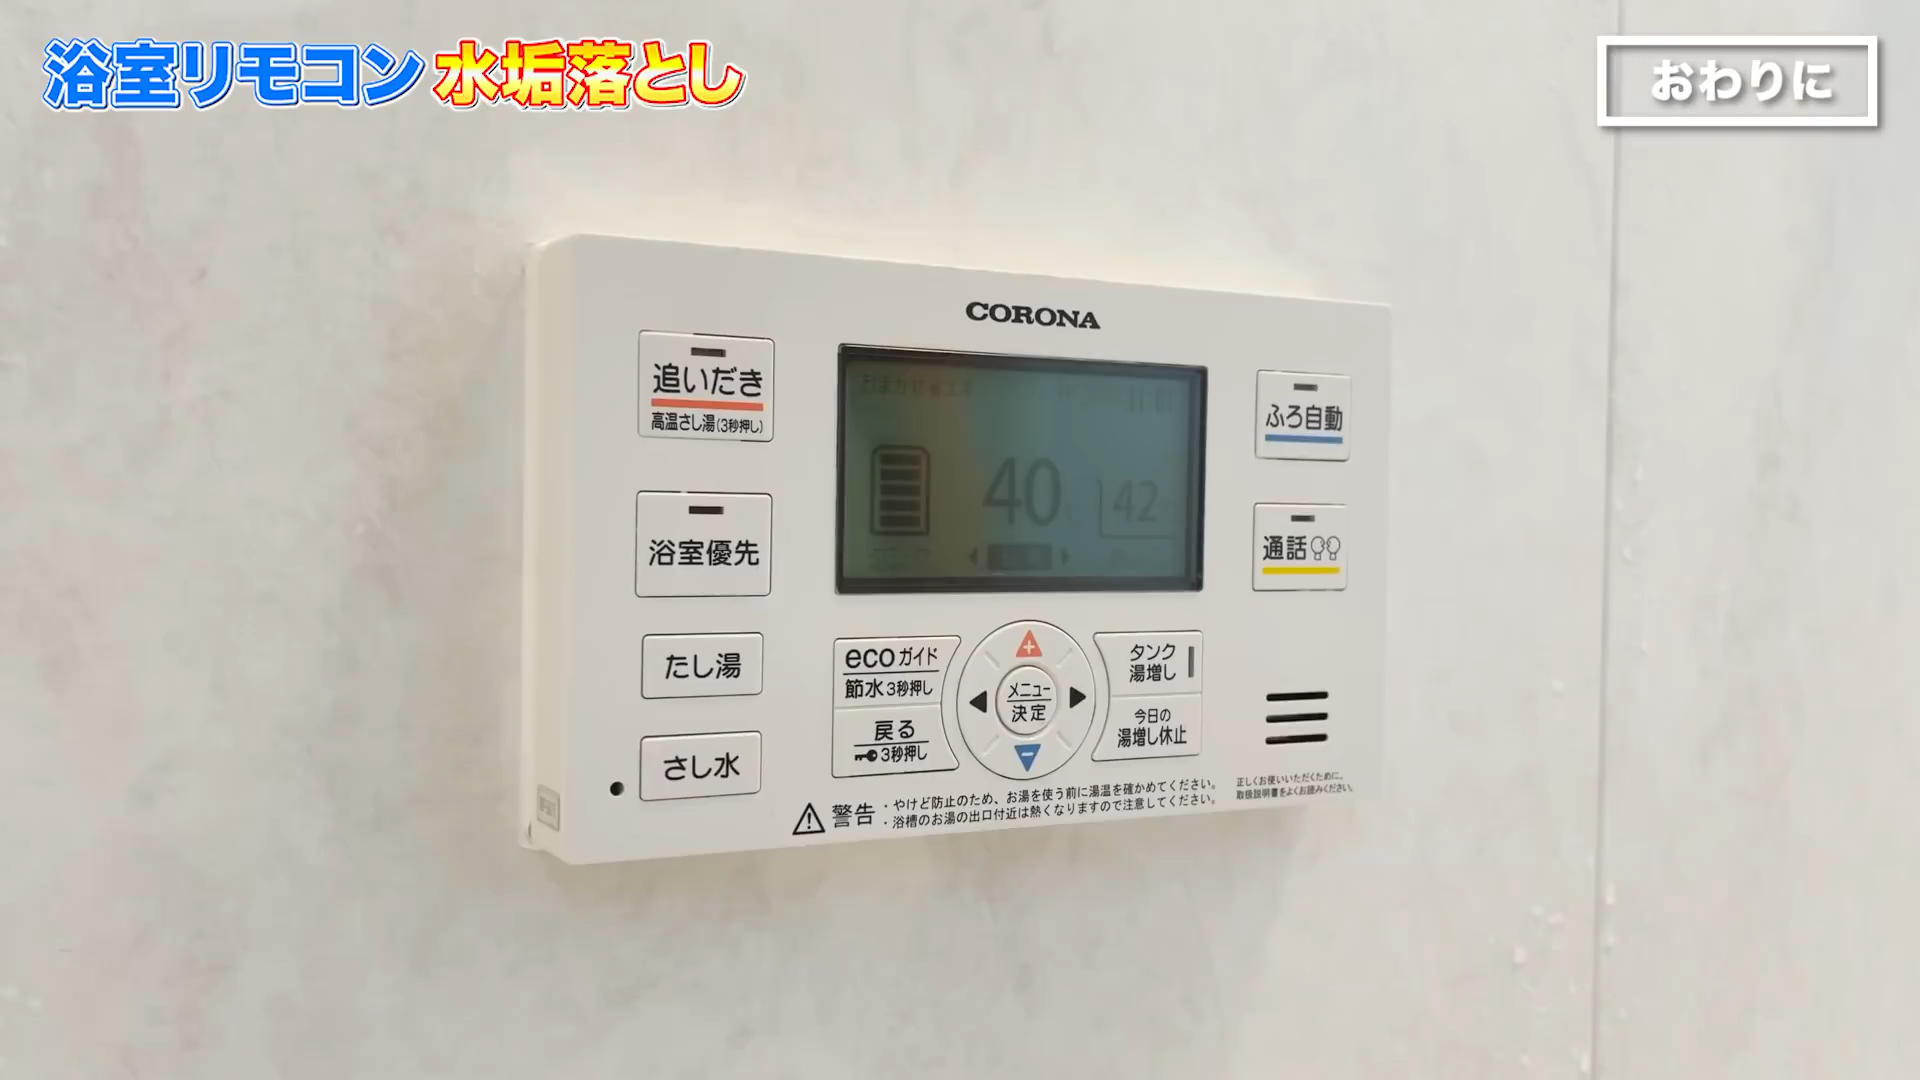 浴室リモコン 水垢落とし
おわりに
CORONA
追いだき
高温さし湯(3秒押し)
浴室優先
たし湯
さし水
おまかせ省エネ
40
42
ふろ自動
通話
ecoガイド
節水3秒押し
戻る
3秒押し
メニュー
決定
タンク
湯増し
今日の
湯増し休止
警告
・やけど防止のため、お湯を使う前に湯温を確かめてください。
・浴槽のお湯の出口付近は熱くなりますので注意してください。
正しくお使いいただくために、
取扱説明書をよくお読みください。